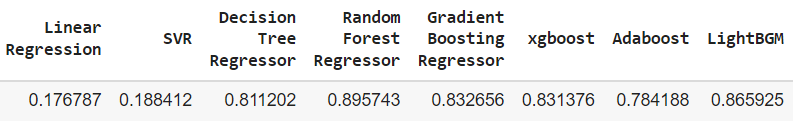 Linear Regression SVR Decision Tree Regressor Random Forest Regressor Gradient Boosting Regressor xgboost Adaboost LightBGM
0.176787 0.188412 0.811202 0.895743 0.832656 0.831376 0.784188 0.865925